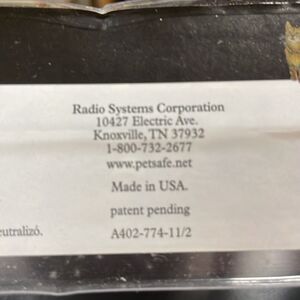 Radio Systems Corporation
10427 Electric Ave.
Knoxville, TN 37932
1-800-732-2677
www.petsafe.net
Made in USA.
patent pending
eutralizó.
A402-774-11/2